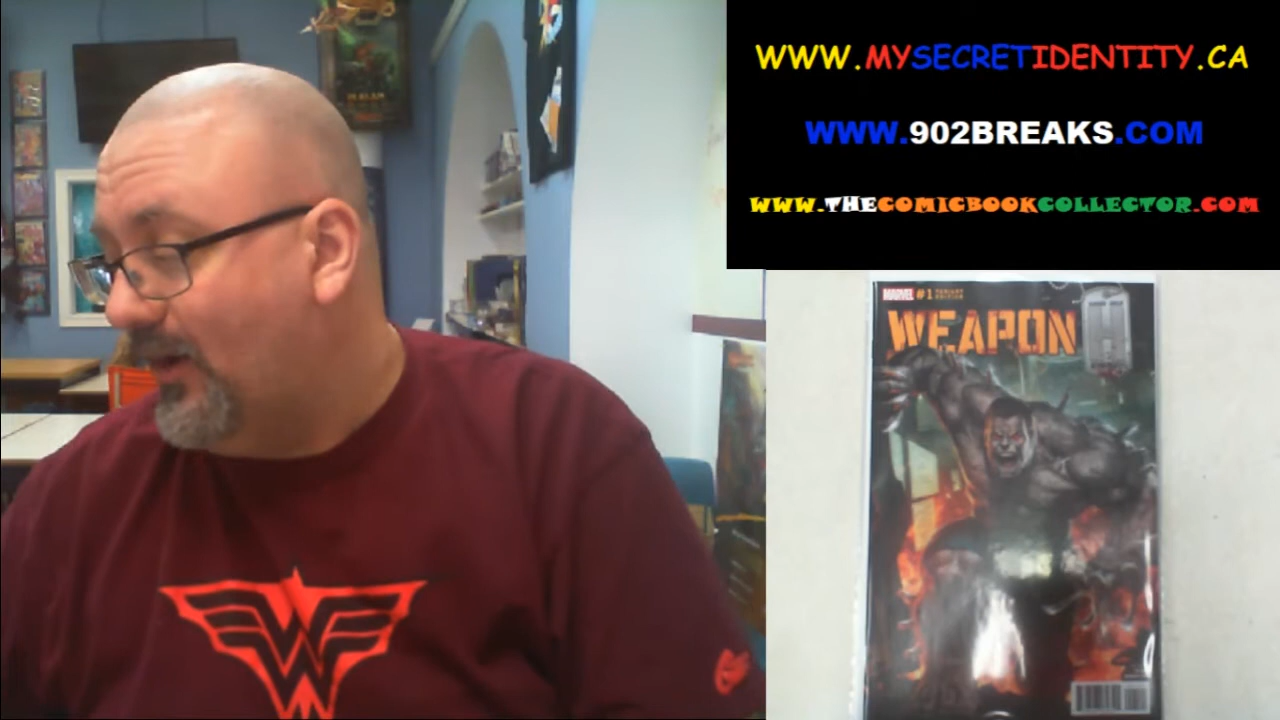 WWW.MYSECRETIDENTITY.CA
WWW.902BREAKS.COM
WWW.THECOMICBOOKCOLLECTOR.COM
MARVEL #1 VARIANT EDITION
WEAPON